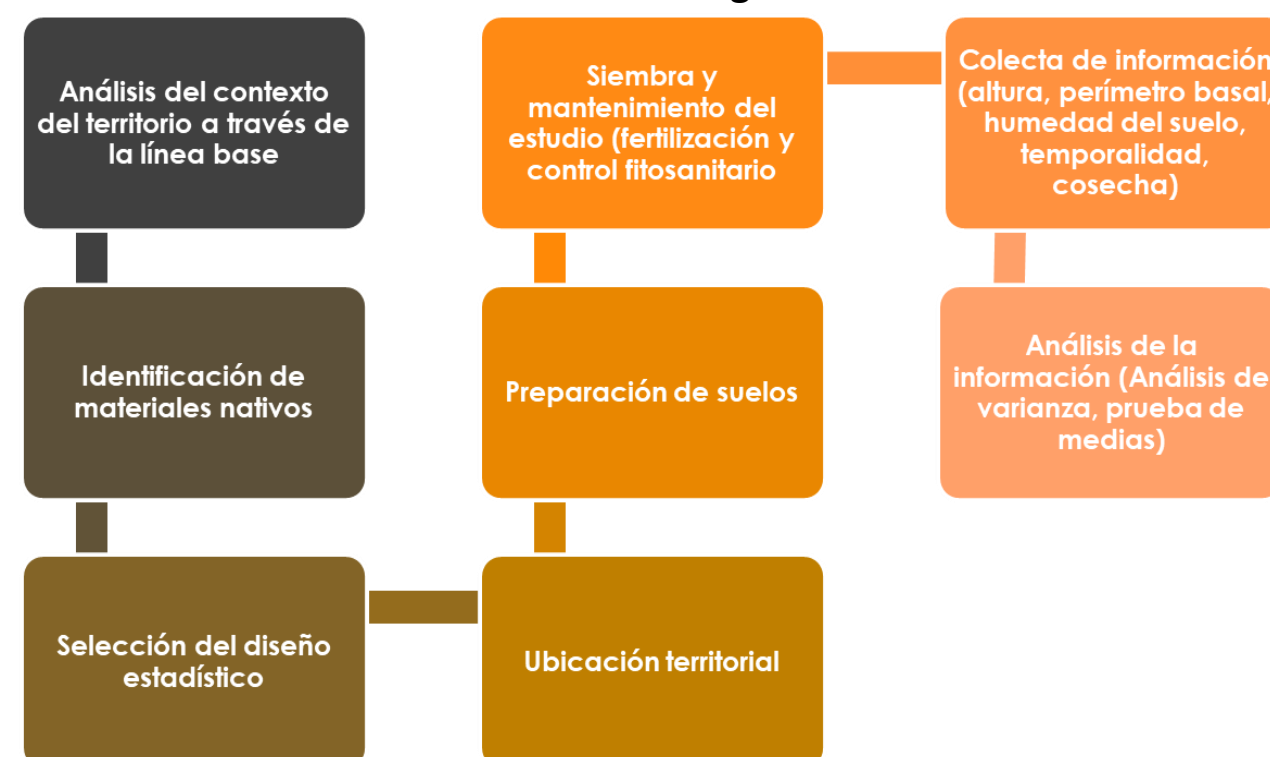 Análisis del contexto
del territorio a través de
la línea base
Identificación de
materiales nativos
Selección del diseño
estadístico
Ubicación territorial
Preparación de suelos
Siembra y
mantenimiento del
estudio (fertilización y
control fitosanitario
Colecta de información
(altura, perímetro basal,
humedad del suelo,
temporalidad,
cosecha)
Análisis de la
información (Análisis de
varianza, prueba de
medias)